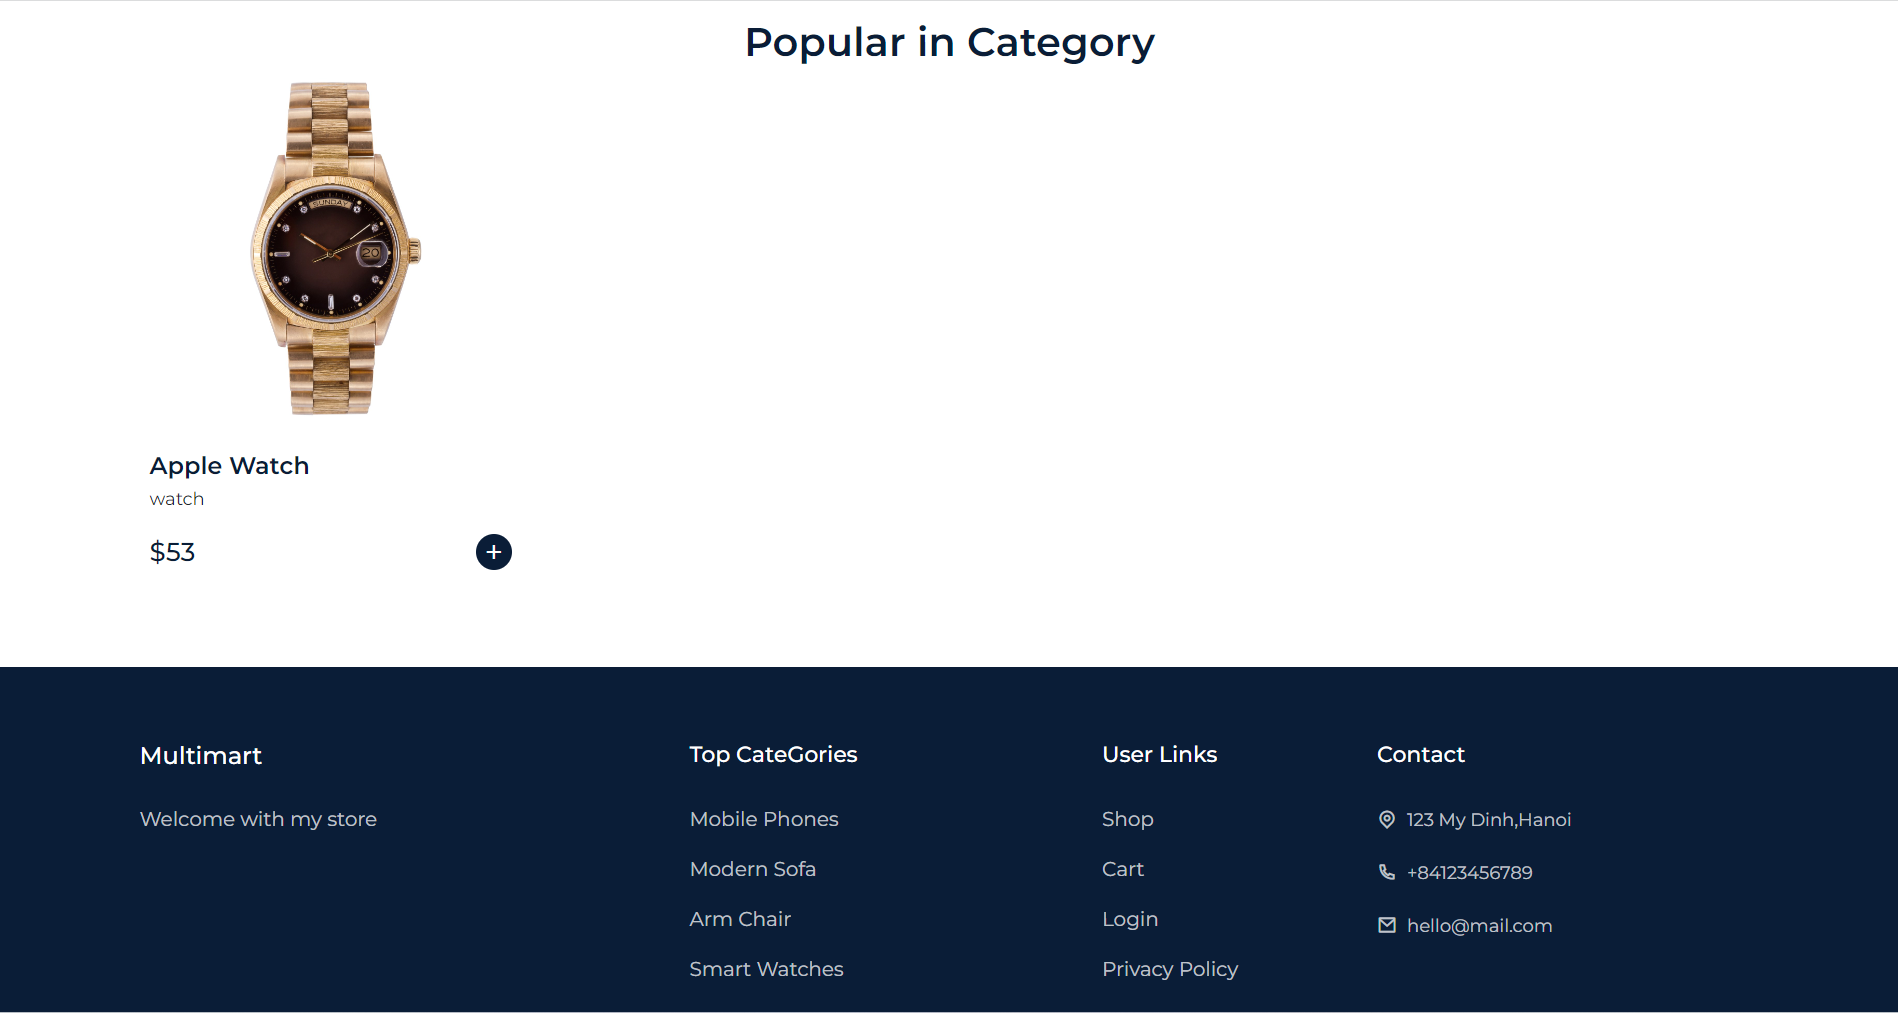 Popular in Category
SUNDAY
20
Apple Watch
watch
$53
+
Multimart
Welcome with my store
Top CateGories
Mobile Phones
Modern Sofa
Arm Chair
Smart Watches
User Links
Shop
Cart
Login
Privacy Policy
Contact
123 My Dinh,Hanoi
+84123456789
hello@mail.com